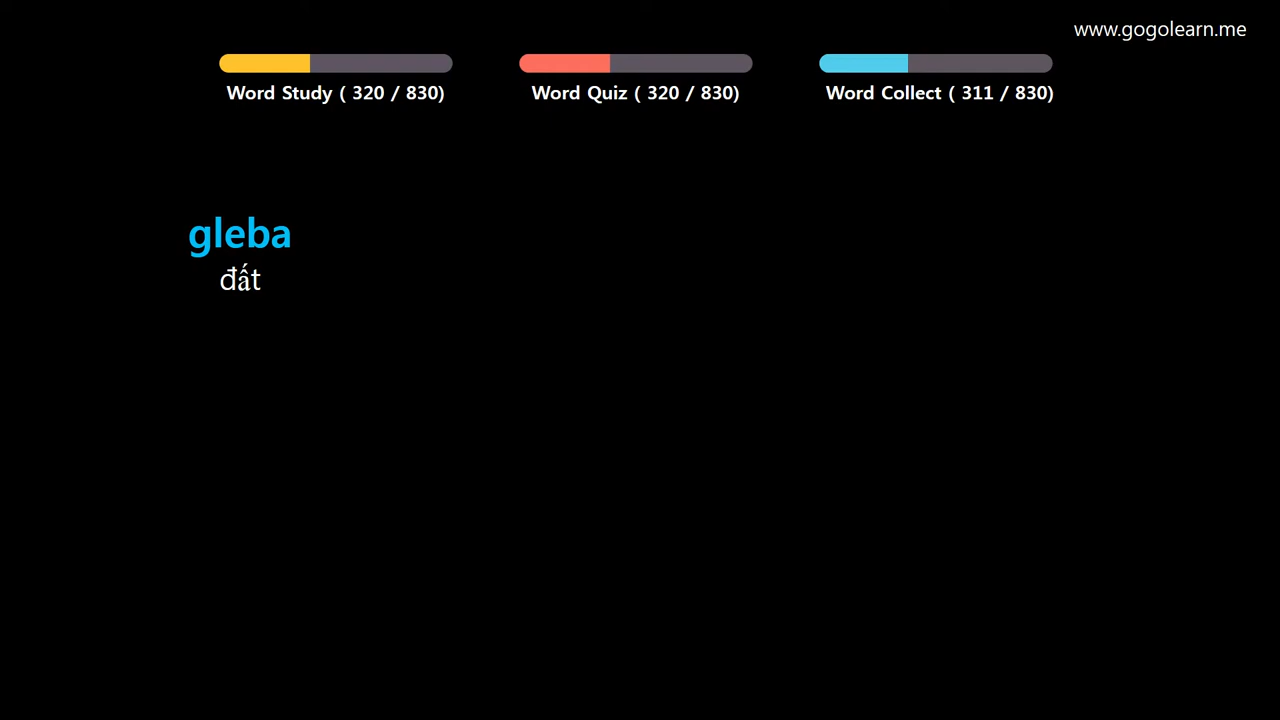 www.gogolearn.me
Word Study ( 320 / 830)
Word Quiz ( 320 / 830)
Word Collect ( 311 / 830)
gleba
đất